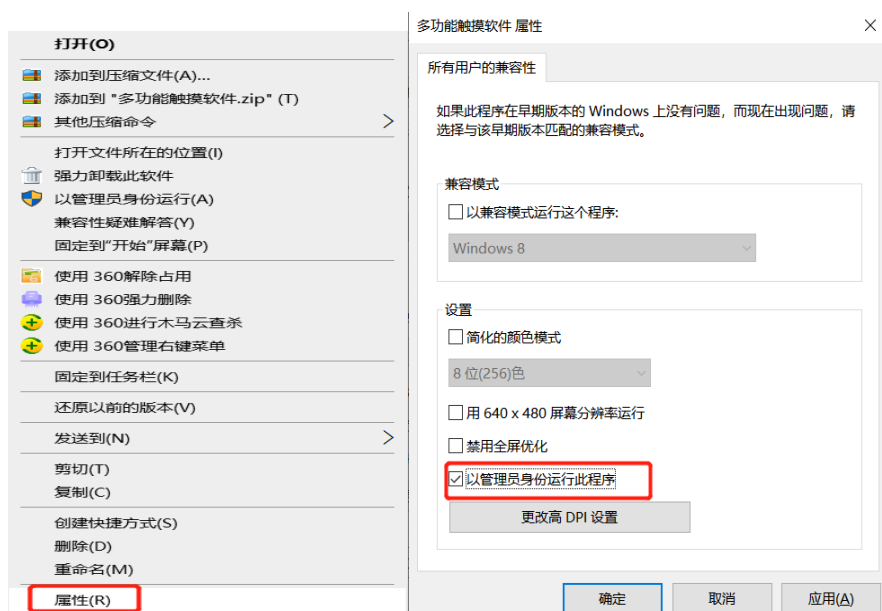 打开(O)
添加到压缩文件(A)...
添加到 "多功能触摸软件.zip" (T)
其他压缩命令
打开文件所在的位置(I)
强力卸载此软件
以管理员身份运行(A)
兼容性疑难解答(Y)
固定到"开始"屏幕(P)
使用 360解除占用
使用 360强力删除
使用 360进行木马云查杀
使用 360管理右键菜单
固定到任务栏(K)
还原以前的版本(V)
发送到(N)
剪切(T)
复制(C)
创建快捷方式(S)
删除(D)
重命名(M)
属性(R)
多功能触摸软件 属性
所有用户的兼容性
如果此程序在早期版本的 Windows 上没有问题，而现在出现问题，请
选择与该早期版本匹配的兼容模式。
兼容模式
以兼容模式运行这个程序:
Windows 8
设置
简化的颜色模式
8 位(256)色
用 640 x 480 屏幕分辨率运行
禁用全屏优化
以管理员身份运行此程序
更改高 DPI 设置
确定
取消
应用(A)